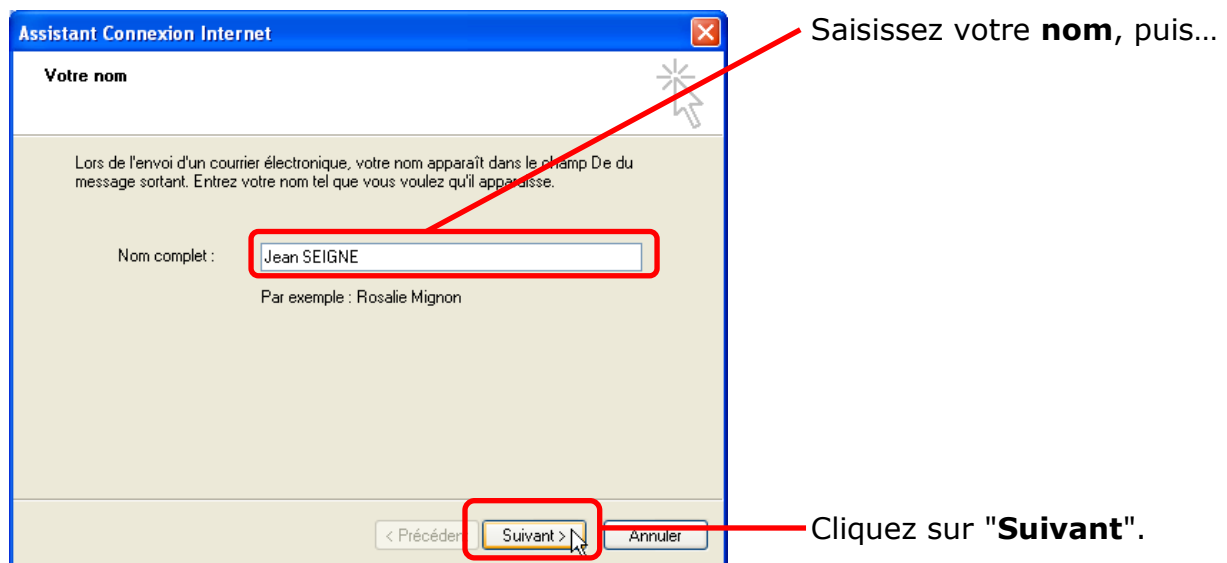 Assistant Connexion Internet
Saisissez votre nom, puis…
Votre nom
Lors de l'envoi d'un courrier électronique, votre nom apparaît dans le champ De du
message sortant. Entrez votre nom tel que vous voulez qu'il apparaisse.
Nom complet :
Jean SEIGNE
Par exemple : Rosalie Mignon
< Précéden
Suivant >
Annuler
Cliquez sur "Suivant".